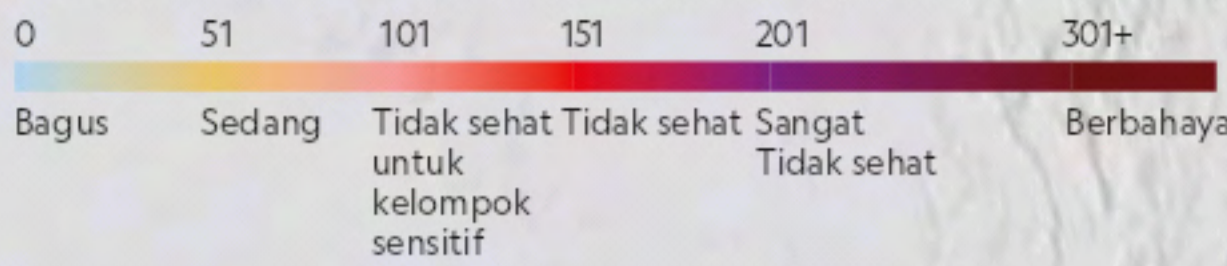 0 51 101 151 201 301+
Bagus Sedang Tidak sehat Tidak sehat Sangat Berbahaya
untuk Tidak sehat
kelompok
sensitif